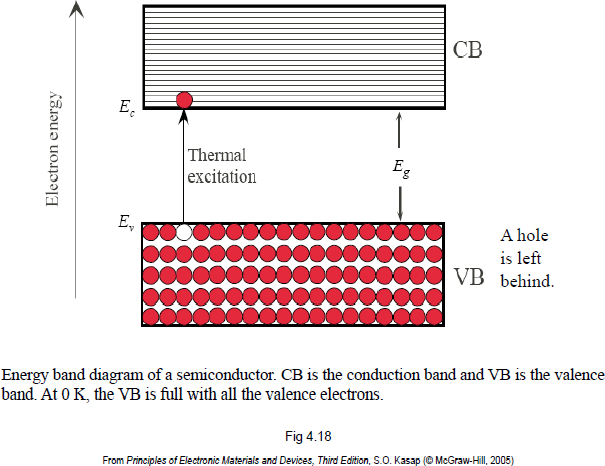 CB
E_c
Thermal
excitation
E_g
Electron energy
E_v
A hole
is left
behind.
VB
Energy band diagram of a semiconductor. CB is the conduction band and VB is the valence
band. At 0 K, the VB is full with all the valence electrons.
Fig 4.18
From Principles of Electronic Materials and Devices, Third Edition, S.O. Kasap (© McGraw-Hill, 2005)